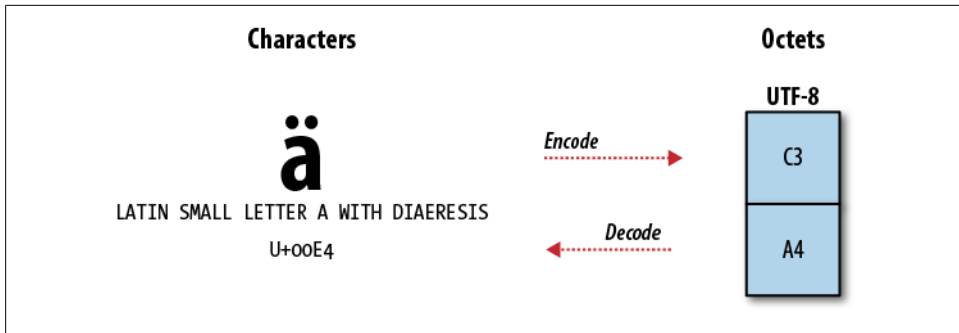 Characters
Octets
UTF-8
ä
Encode
C3
LATIN SMALL LETTER A WITH DIAERESIS
Decode
U+00E4
A4